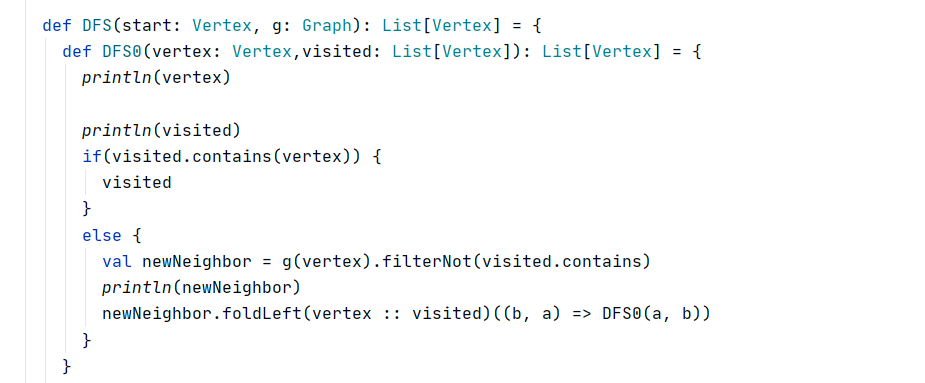 def DFS(start: Vertex, g: Graph): List[Vertex] = {
def DFS0(vertex: Vertex,visited: List[Vertex]): List[Vertex] = {
println(vertex)
println(visited)
if(visited.contains(vertex)) {
visited
}
else {
val newNeighbor = g(vertex).filterNot(visited.contains)
println(newNeighbor)
newNeighbor.foldLeft(vertex :: visited)((b, a) => DFS0(a, b))
}
}